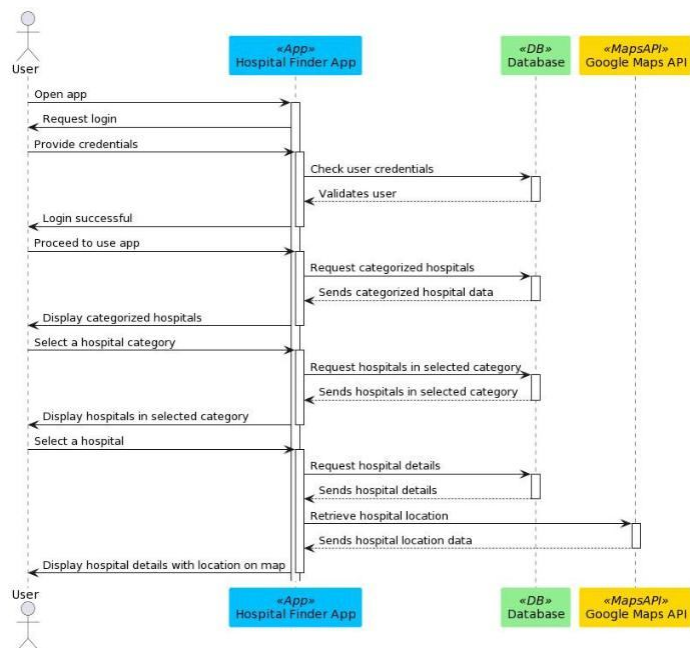 User
«App»
Hospital Finder App
«DB»
Database
«MapsAPI»
Google Maps API
Open app
Request login
Provide credentials
Check user credentials
Validates user
Login successful
Proceed to use app
Request categorized hospitals
Sends categorized hospital data
Display categorized hospitals
Select a hospital category
Request hospitals in selected category
Sends hospitals in selected category
Display hospitals in selected category
Select a hospital
Request hospital details
Sends hospital details
Retrieve hospital location
Sends hospital location data
Display hospital details with location on map
User
«App»
Hospital Finder App
«DB»
Database
«MapsAPI»
Google Maps API